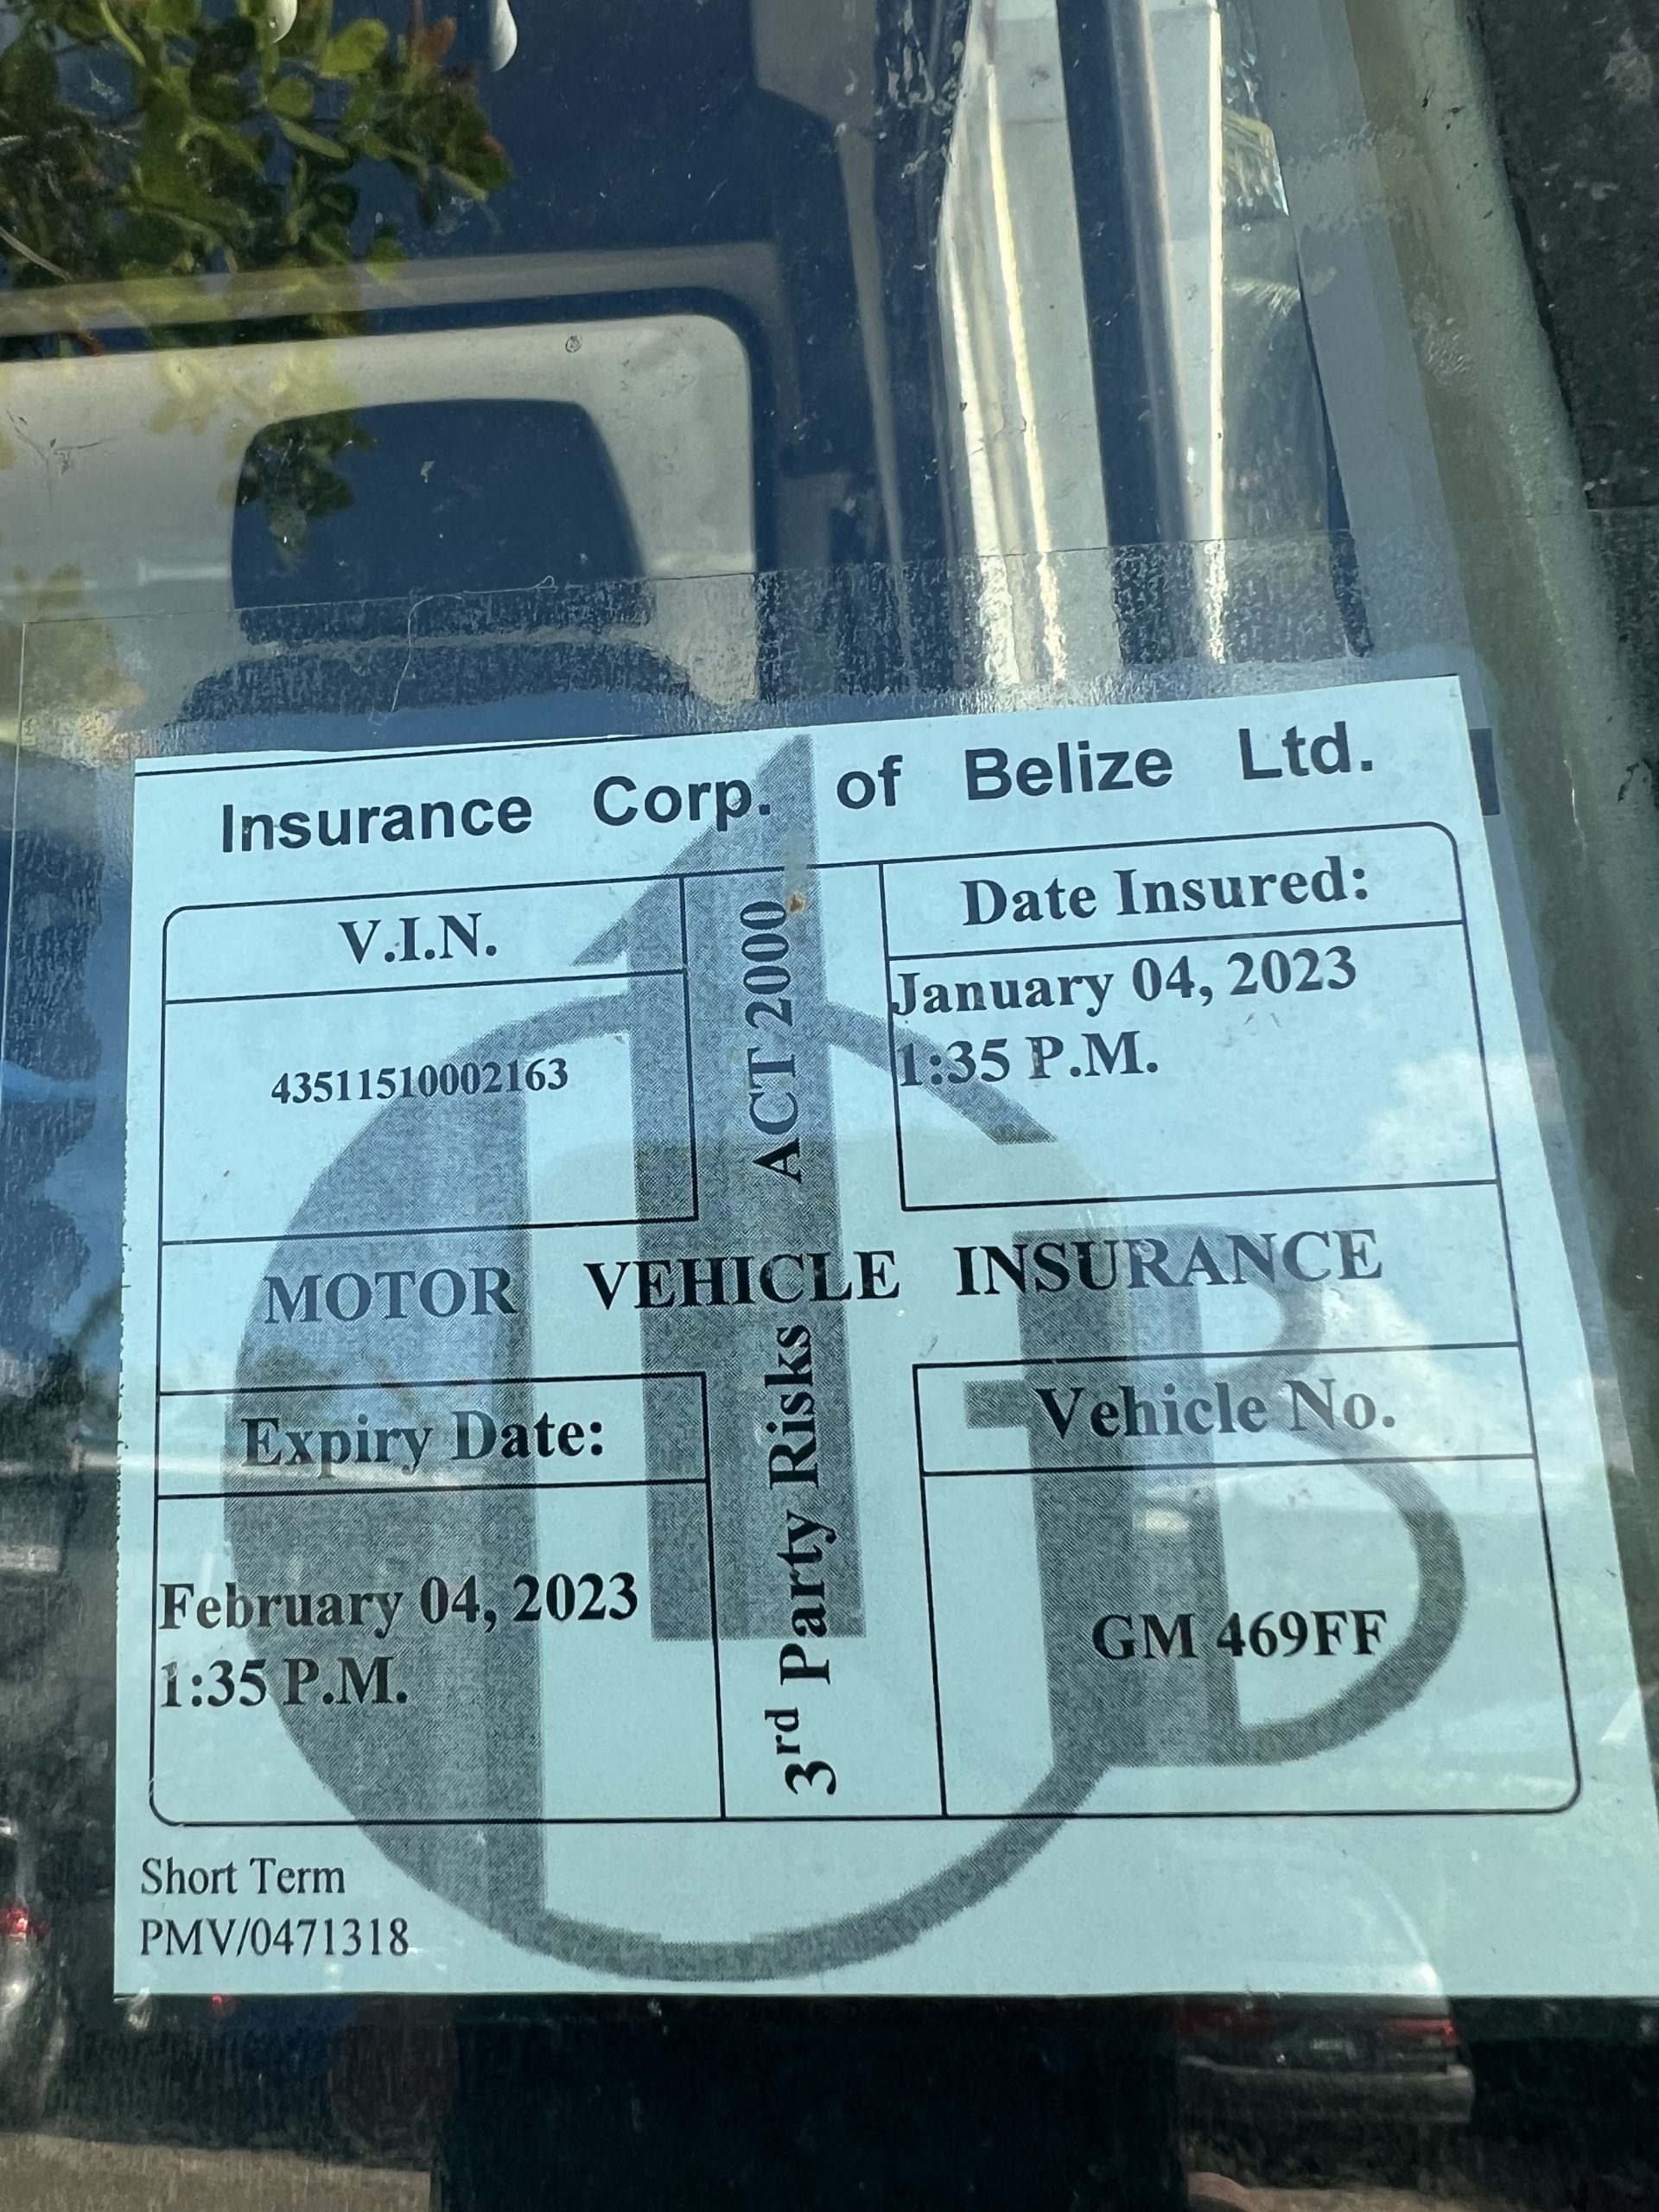 Insurance Corp. of Belize Ltd.
V.I.N.
43511510002163
ACT 2000
Date Insured:
January 04, 2023
1:35 P.M.
MOTOR VEHICLE INSURANCE
Expiry Date:
February 04, 2023
1:35 P.M.
3rd Party Risks
Vehicle No.
GM 469FF
Short Term
PMV/0471318